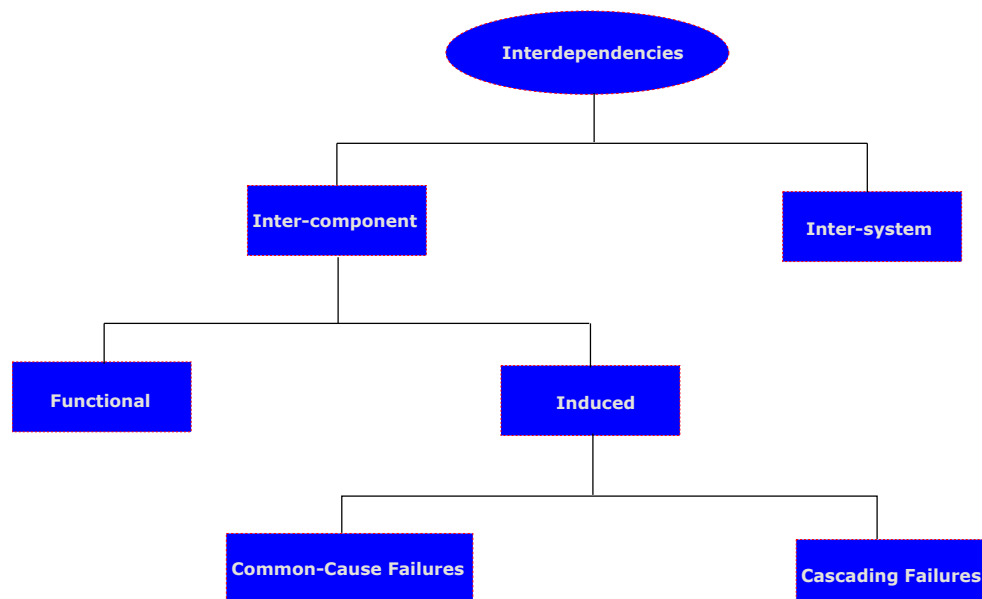 Interdependencies
Inter-component
Inter-system
Functional
Induced
Common-Cause Failures
Cascading Failures